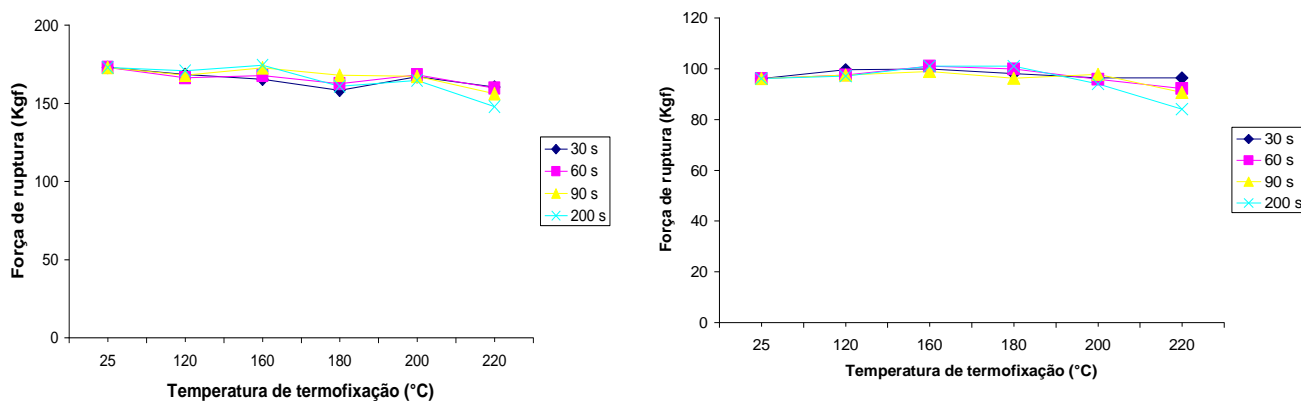 200
150
100
50
0
Força de ruptura (Kgf)
25 120 160 180 200 220
Temperatura de termofixação (°C)
30 s
60 s
90 s
200 s
120
100
80
60
40
20
0
Força de ruptura (Kgf)
25 120 160 180 200 220
Temperatura de termofixação (°C)
30 s
60 s
90 s
200 s